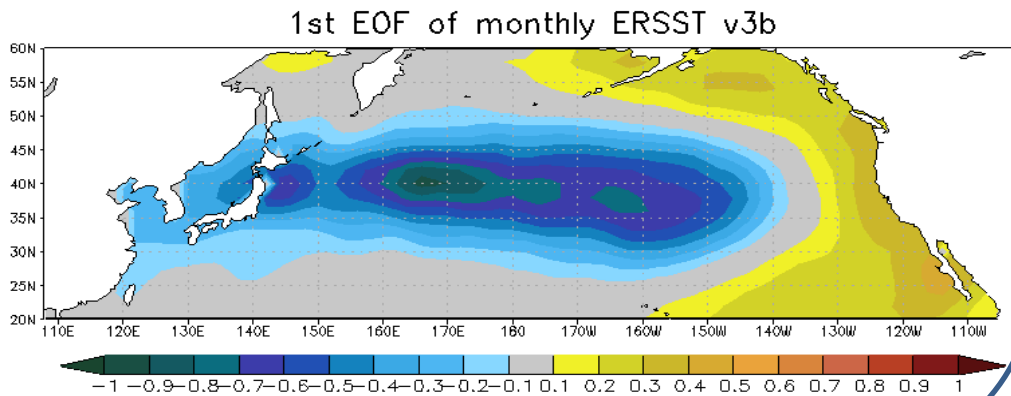 1st EOF of monthly ERSST v3b
60N
55N
50N
45N
40N
35N
30N
25N
20N
110E 120E 130E 140E 150E 160E 170E 180 170W 160W 150W 140W 130W 120W 110W
-1 -0.9 -0.8 -0.7 -0.6 -0.5 -0.4 -0.3 -0.2 -0.1 0.1 0.2 0.3 0.4 0.5 0.6 0.7 0.8 0.9 1